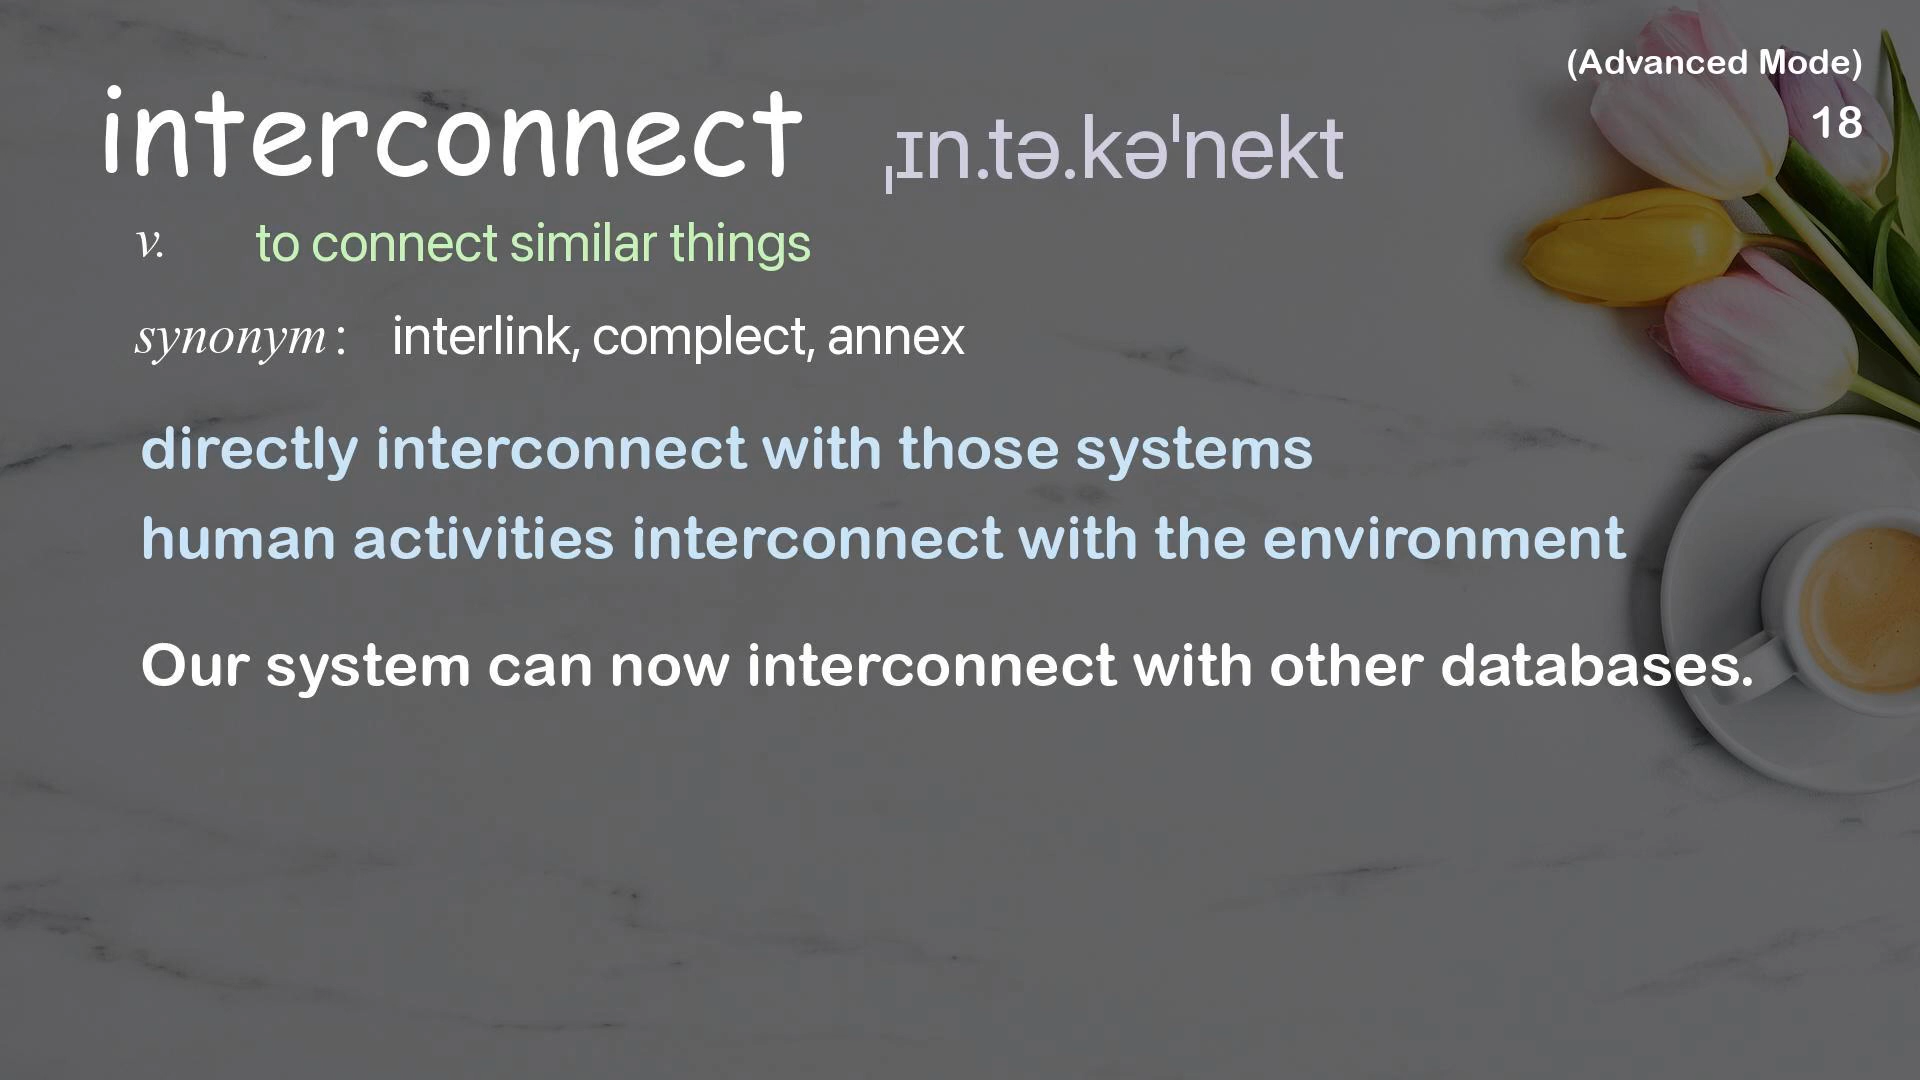 (Advanced Mode)
18
interconnect ˌɪn.tə.kəˈnekt
v. to connect similar things
synonym: interlink, complect, annex
directly interconnect with those systems
human activities interconnect with the environment
Our system can now interconnect with other databases.